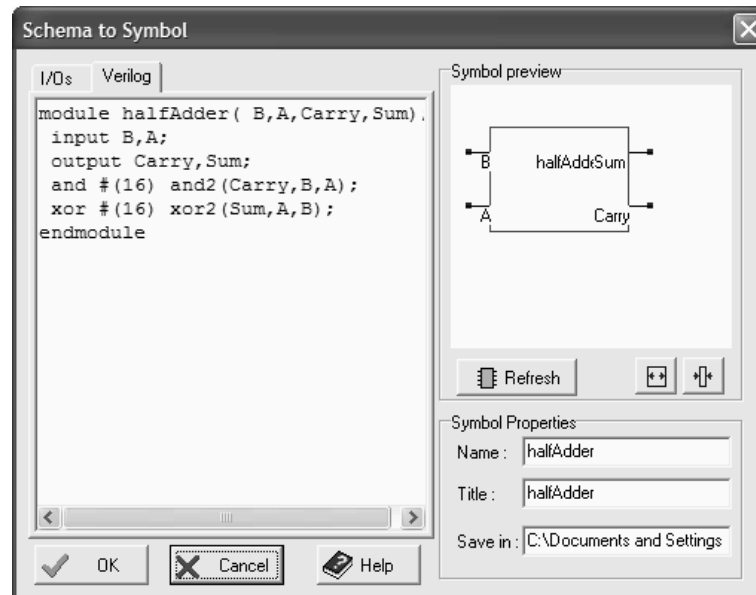 Schema to Symbol
I/Os
Verilog
module halfAdder( B,A,Carry,Sum)
input B,A;
output Carry,Sum;
and #(16) and2(Carry,B,A);
xor #(16) xor2(Sum,A,B);
endmodule
OK
Cancel
Help
Symbol preview
B
halfAdd
Sum
A
Carry
Refresh
Symbol Properties
Name :
halfAdder
Title :
halfAdder
Save in :
C:\Documents and Settings